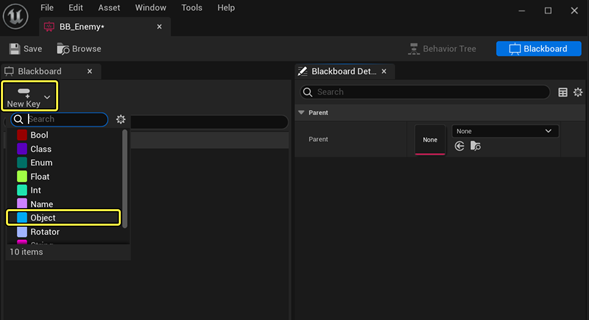 File Edit Asset Window Tools Help
BB_Enemy*
Save Browse Behavior Tree Blackboard
Blackboard
New Key
Search
Bool
Class
Enum
Float
Int
Name
Object
Rotator
String
10 items
Blackboard Det...
Search
Parent
Parent None None